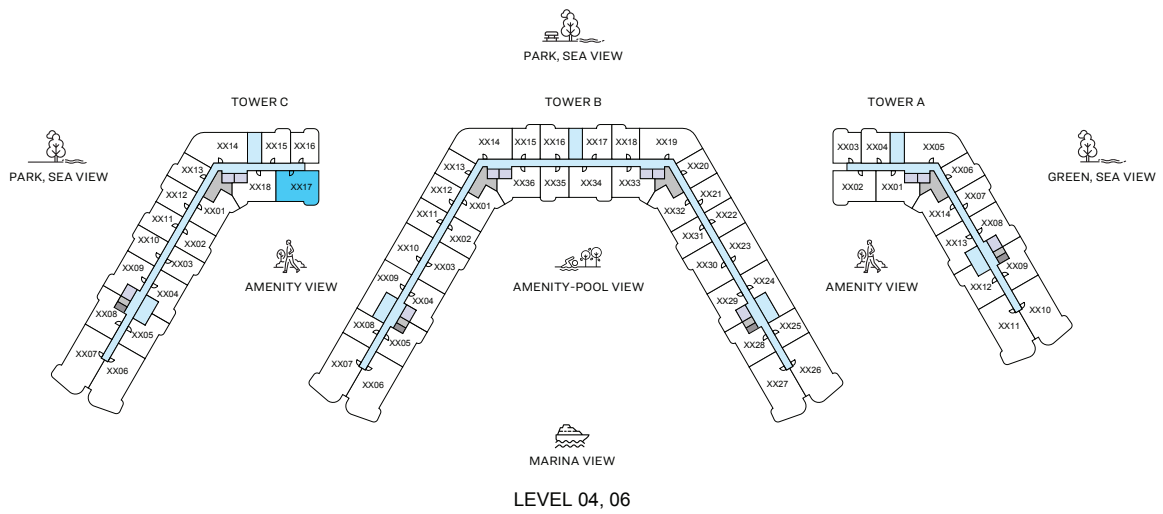 PARK, SEA VIEW
TOWER C
TOWER B
TOWER A
PARK, SEA VIEW
GREEN, SEA VIEW
XX14
XX15
XX16
XX13
XX18
XX17
XX12
XX01
XX11
XX02
XX10
XX03
XX09
XX04
XX08
XX05
XX07
XX06
XX14
XX15
XX16
XX17
XX18
XX19
XX13
XX36
XX35
XX34
XX33
XX20
XX12
XX01
XX32
XX21
XX11
XX02
XX31
XX22
XX10
XX03
XX30
XX23
XX09
XX04
XX29
XX24
XX08
XX05
XX28
XX25
XX07
XX06
XX27
XX26
XX03
XX04
XX05
XX02
XX01
XX06
XX14
XX07
XX13
XX08
XX12
XX09
XX11
XX10
AMENITY VIEW
AMENITY-POOL VIEW
AMENITY VIEW
MARINA VIEW
LEVEL 04, 06